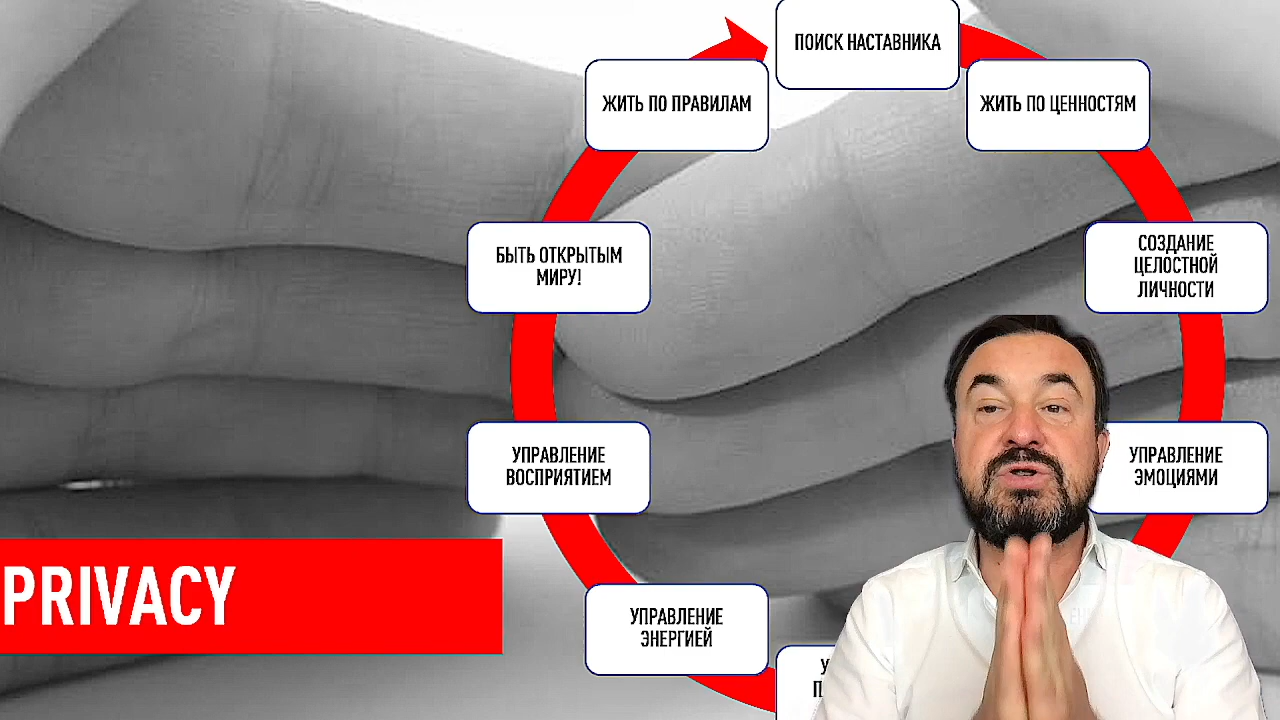 ПОИСК НАСТАВНИКА
ЖИТЬ ПО ПРАВИЛАМ
ЖИТЬ ПО ЦЕННОСТЯМ
БЫТЬ ОТКРЫТЫМ
МИРУ!
СОЗДАНИЕ
ЦЕЛОСТНОЙ
ЛИЧНОСТИ
УПРАВЛЕНИЕ
ВОСПРИЯТИЕМ
УПРАВЛЕНИЕ
ЭМОЦИЯМИ
PRIVACY
УПРАВЛЕНИЕ
ЭНЕРГИЕЙ